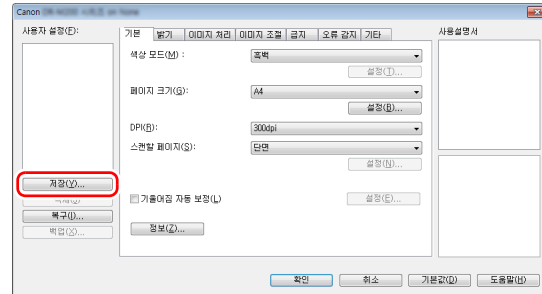 Canon
사용자 설정(F):
기본 밝기 이미지 처리 이미지 조절 급지 오류 감지 기타
사용설명서
색상 모드(M) : 흑백
설정(T)...
페이지 크기(G): A4
설정(B)...
DPI(R): 300dpi
스캔할 페이지(S): 단면
설정(N)...
저장(Y)...
기울어짐 자동 보정(L) 설정(E)...
복구(I)...
백업(X)...
정보(Z)...
확인 취소 기본값(D) 도움말(H)